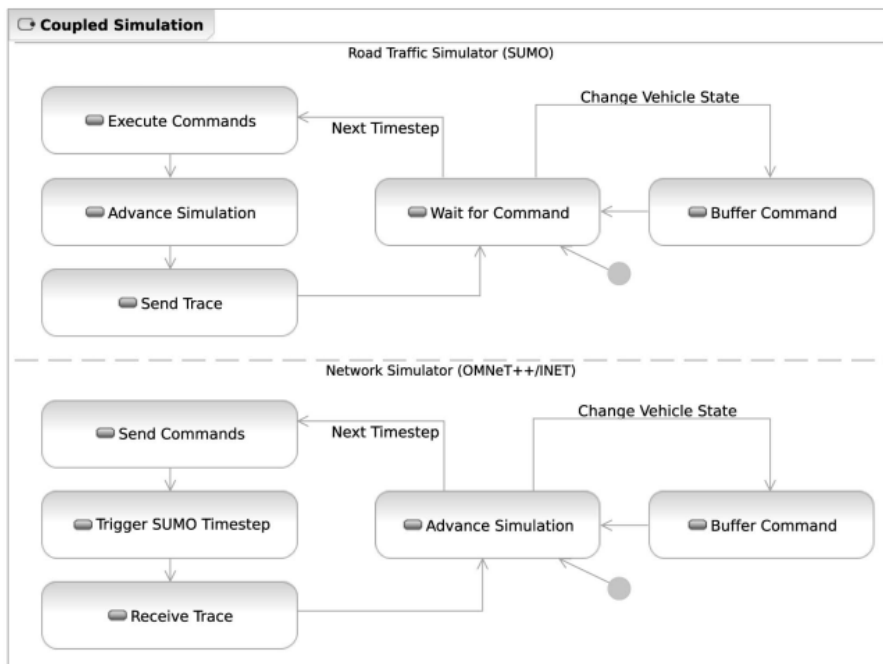 Coupled Simulation
Road Traffic Simulator (SUMO)
Change Vehicle State
Execute Commands
Next Timestep
Advance Simulation
Wait for Command
Buffer Command
Send Trace
Network Simulator (OMNeT++/INET)
Change Vehicle State
Send Commands
Next Timestep
Trigger SUMO Timestep
Advance Simulation
Buffer Command
Receive Trace